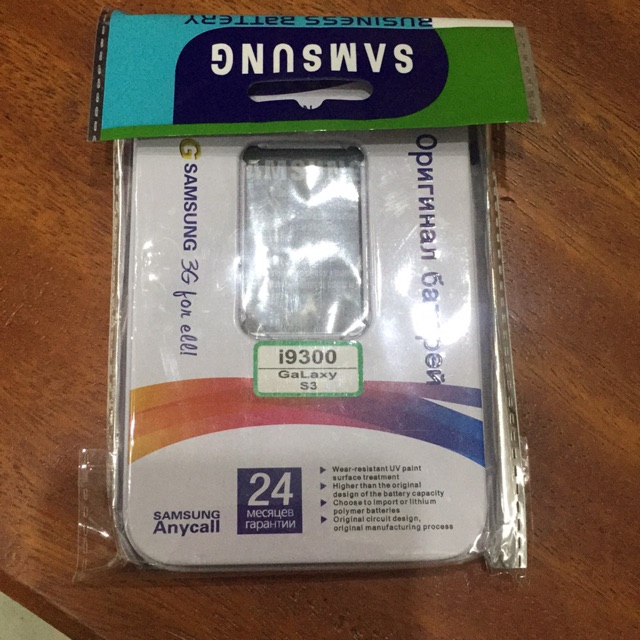 BUSINESS BATTERY
SAMSUNG
G SAMSUNG 3G for ell!
Оригинал батарей
SAMSUNG
i9300
GaLaxy
S3
SAMSUNG
Anycall
24
месяцев
гарантии
Wear-resistant UV paint
surface treatment
Higher than the original
design of the battery capacity
Choose to import or lithium
polymer batteries
Original circuit design,
original manufacturing process